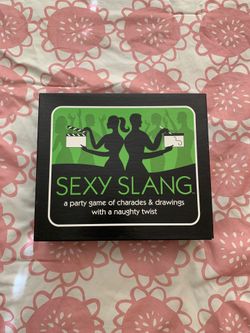 SEXY SLANG
a party game of charades & drawings
with a naughty twist